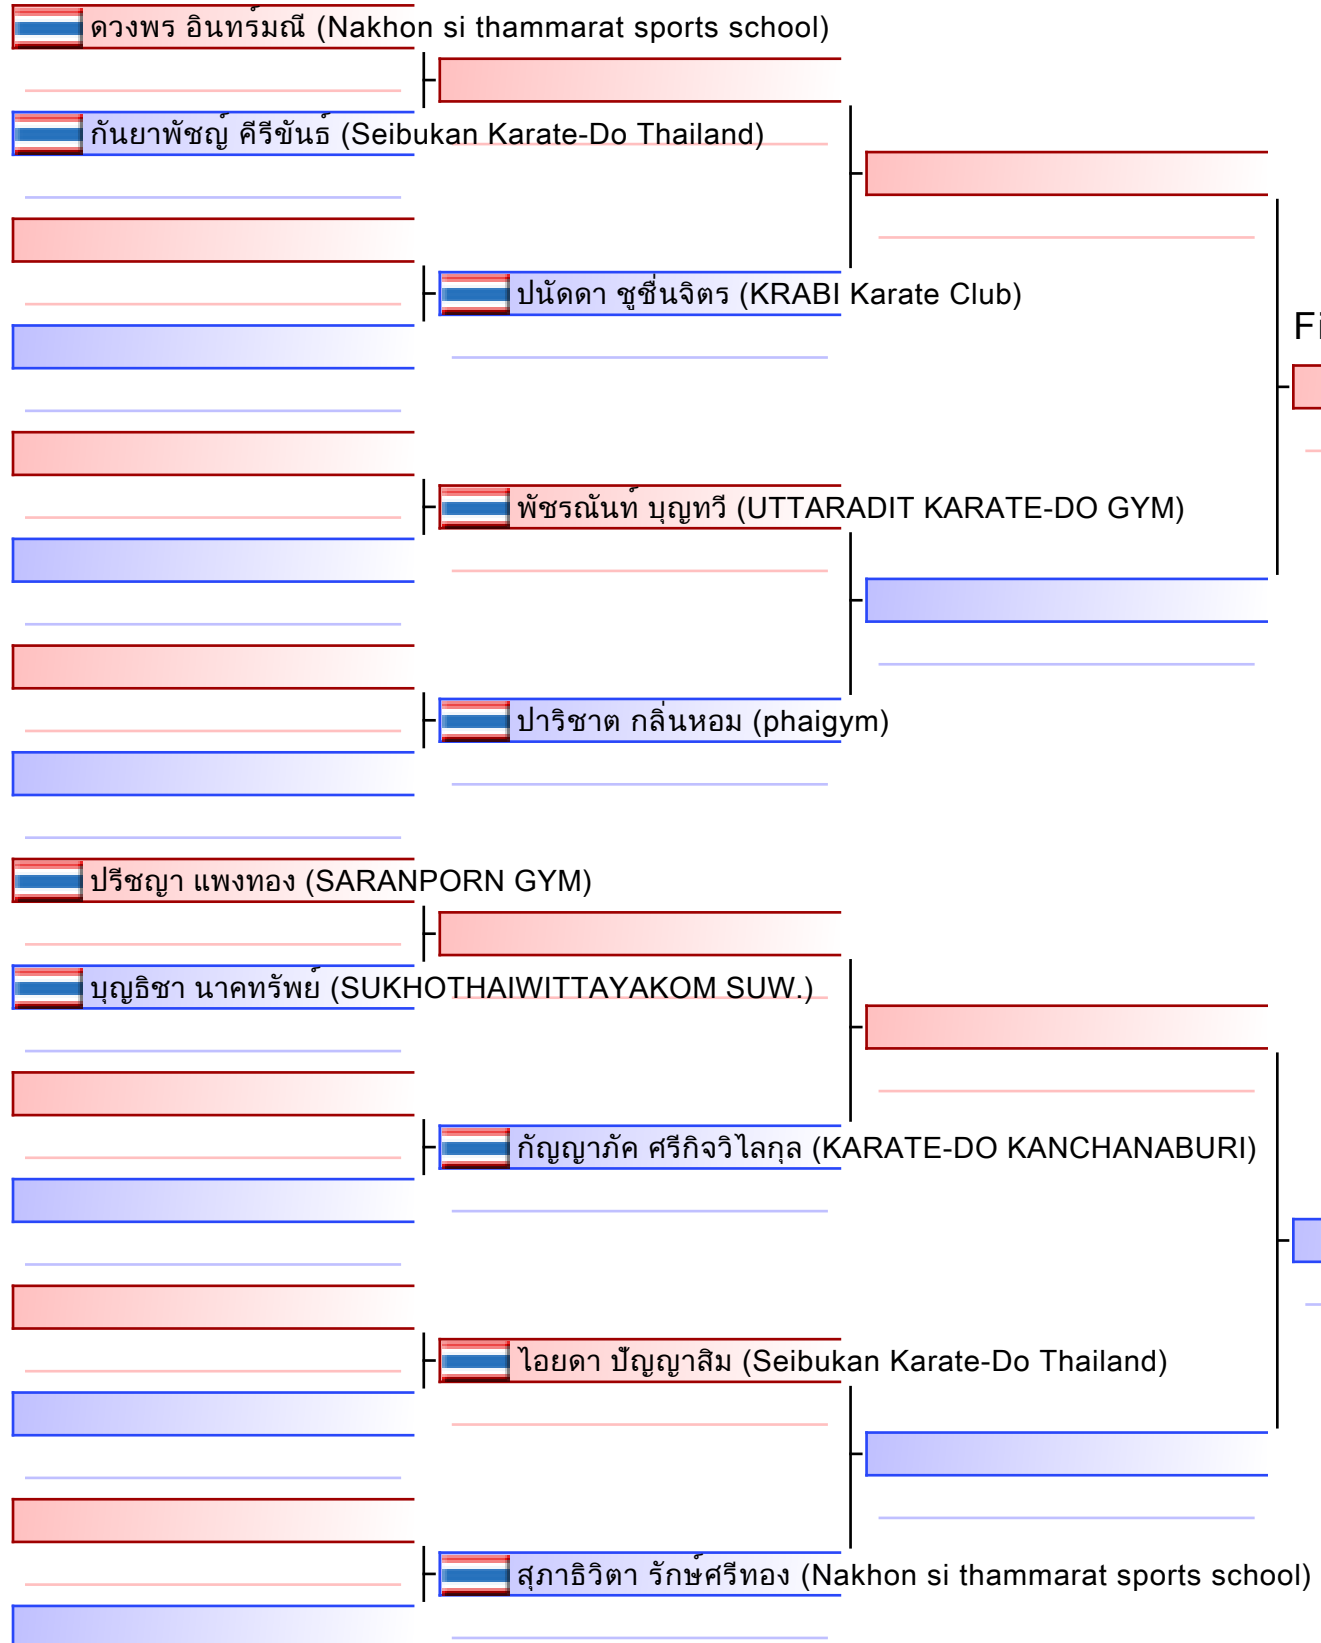 ดวงพร อินทร์มณี (Nakhon si thammarat sports school)
กันยาพัชญ์ คีรีขันธ์ (Seibukan Karate-Do Thailand)
ปนัดดา ชูชื่นจิตร (KRABI Karate Club)
Fi
พัชรณันท์ บุญทวี (UTTARADIT KARATE-DO GYM)
ปาริชาต กลิ่นหอม (phaigym)
ปรีชญา แพงทอง (SARANPORN GYM)
บุญธิชา นาคทรัพย์ (SUKHOTHAIWITTAYAKOM SUW.)
กัญญาภัค ศรีกิจวิไลกุล (KARATE-DO KANCHANABURI)
ไอยดา ปัญญาสิม (Seibukan Karate-Do Thailand)
สุภาธิวิตา รักษ์ศรีทอง (Nakhon si thammarat sports school)